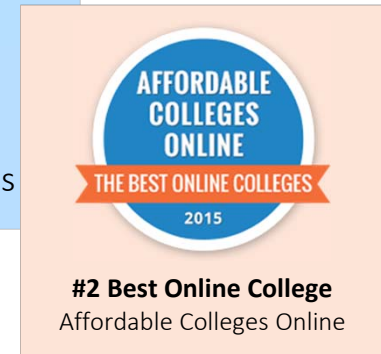 AFFORDABLE
COLLEGES
ONLINE
THE BEST ONLINE COLLEGES
2015
S
#2 Best Online College
Affordable Colleges Online